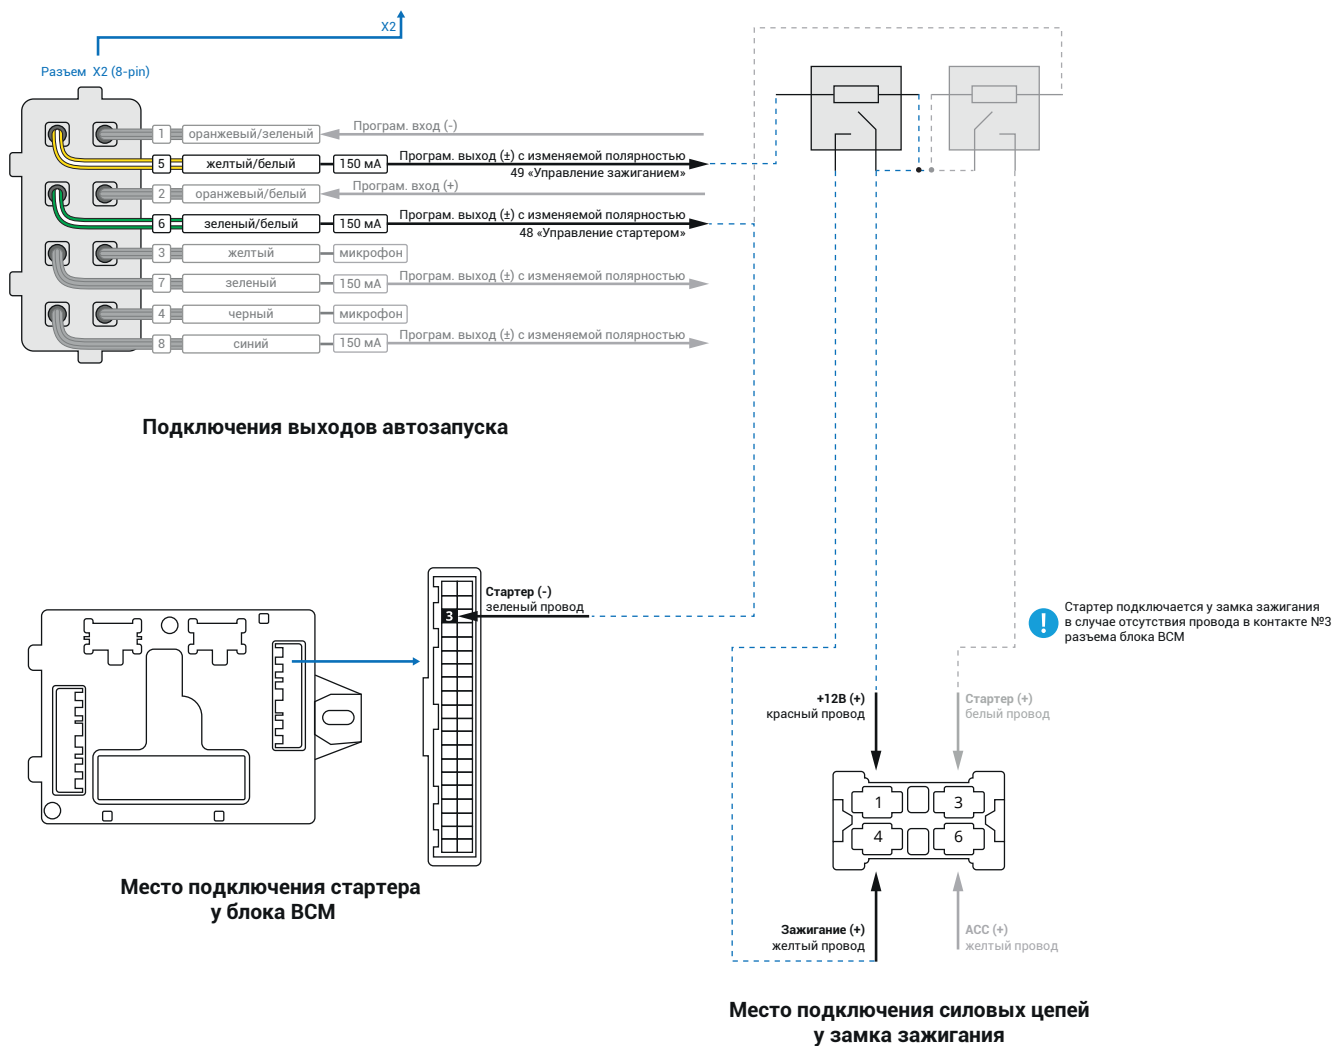 X2
Разъем X2 (8-pin)
1 оранжевый/зеленый Програм. вход (-)
5 желтый/белый 150 мА Програм. выход (±) с изменяемой полярностью
49 «Управление зажиганием»
2 оранжевый/белый Програм. вход (+)
6 зеленый/белый 150 мА Програм. выход (±) с изменяемой полярностью
48 «Управление стартером»
3 желтый микрофон
7 зеленый 150 мА Програм. выход (±) с изменяемой полярностью
4 черный микрофон
8 синий 150 мА Програм. выход (±) с изменяемой полярностью
Подключения выходов автозапуска
Стартер (-)
зеленый провод
3
Место подключения стартера
у блока BCM
Стартер подключается у замка зажигания
в случае отсутствия провода в контакте №3
разъема блока BCM
!
+12В (+)
красный провод
Стартер (+)
белый провод
1 3
4 6
Зажигание (+)
желтый провод
ACC (+)
желтый провод
Место подключения силовых цепей
у замка зажигания